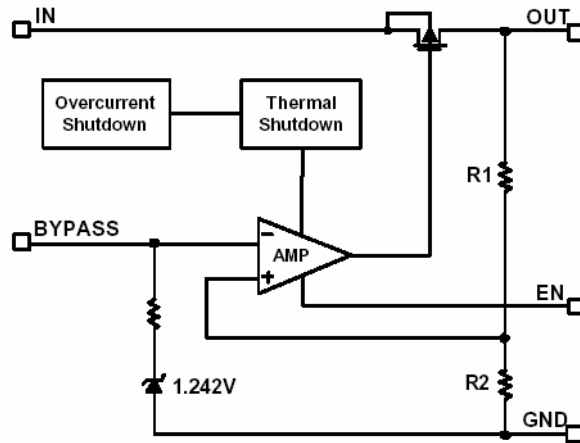 IN
OUT
Overcurrent
Shutdown
Thermal
Shutdown
R1
BYPASS
−
AMP
+
EN
1.242V
R2
GND